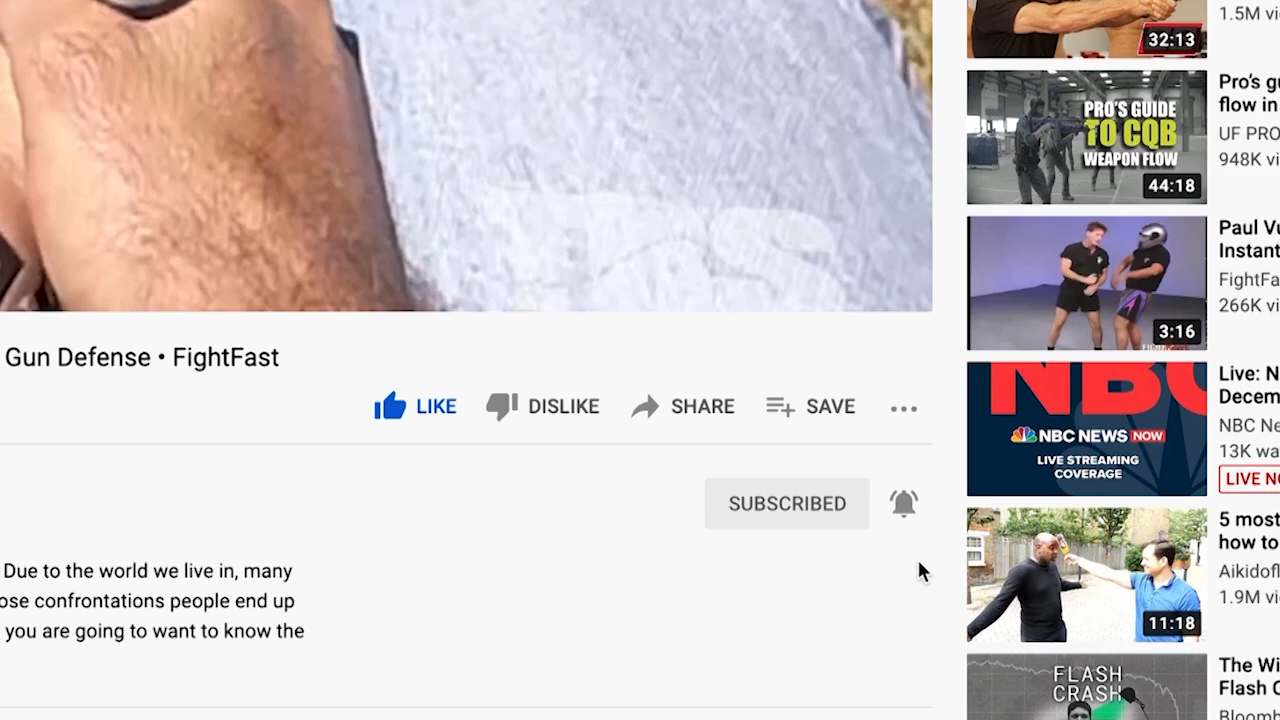 Gun Defense • FightFast
LIKE
DISLIKE
SHARE
SAVE
SUBSCRIBED
Due to the world we live in, many
ose confrontations people end up
you are going to want to know the
1.5M vi
32:13
PRO'S GUIDE
TO CQB
WEAPON FLOW
44:18
Pro's gu
flow in
UF PRO
948K vi
3:16
Paul Vu
Instant
FightFa
266K vi
NBC
NBC NEWS NOW
LIVE STREAMING
COVERAGE
Live: N
Decem
NBC Ne
13K wa
LIVE NO
11:18
5 most
how to
Aikidofl
1.9M vi
FLASH
CRASH
The Wi
Flash C
Bloomb